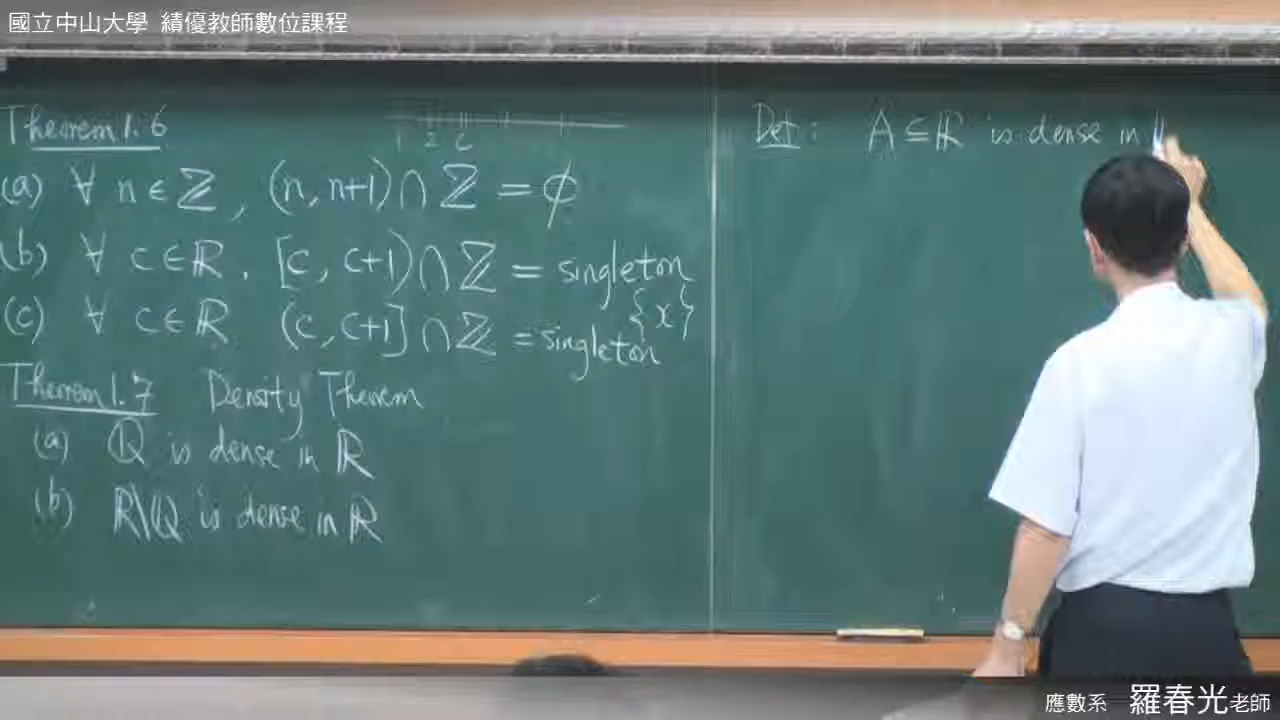 國立中山大學 績優教師數位課程
Theorem 1.6
1 2 c
(a) ∀ n ∈ ℤ, (n, n+1) ∩ ℤ = ϕ
(b) ∀ c ∈ ℝ, [c, c+1) ∩ ℤ = singleton
{x}
(c) ∀ c ∈ ℝ (c, c+1] ∩ ℤ = singleton
Theorem 1.7 Density Theorem
(a) ℚ is dense in ℝ
(b) ℝ\ℚ is dense in ℝ
Def: A ⊆ ℝ is dense in
應數系 羅春光老師